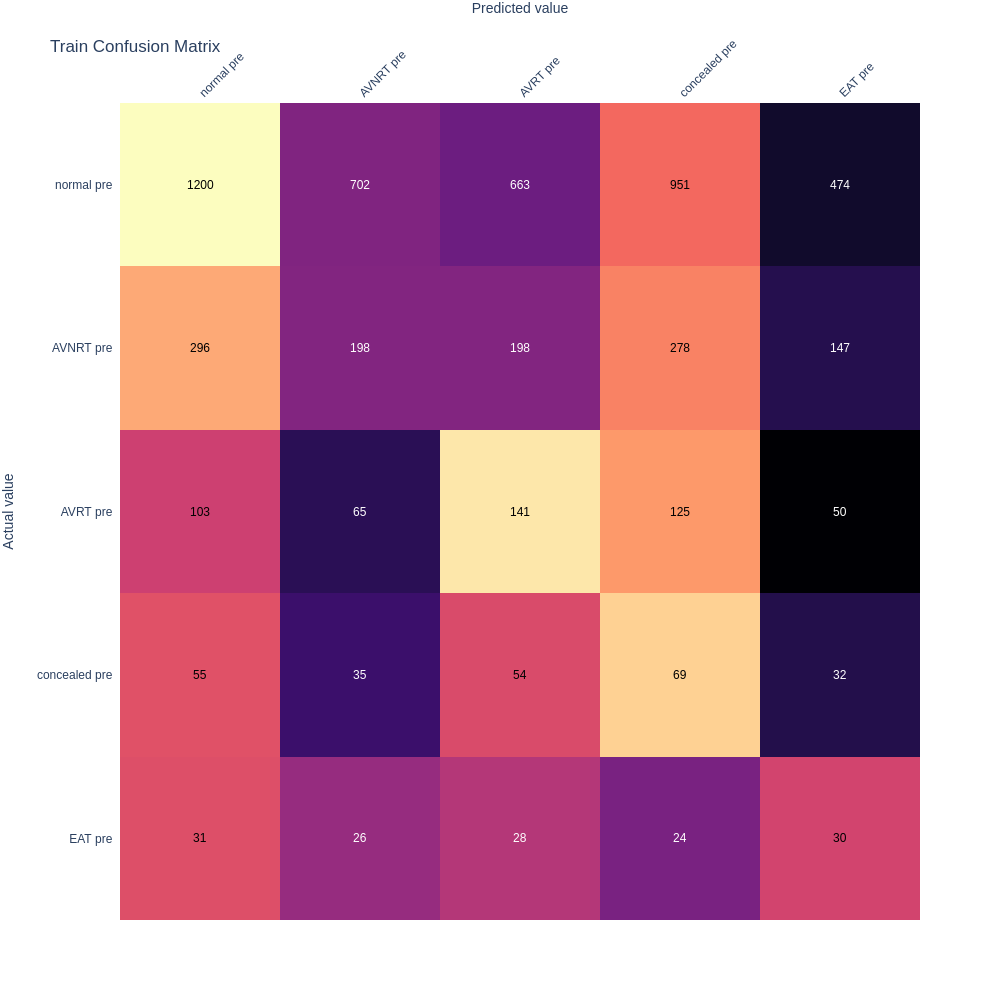 Predicted value
Train Confusion Matrix
normal pre AVNRT pre AVRT pre concealed pre EAT pre
normal pre 1200 702 663 951 474
AVNRT pre 296 198 198 278 147
AVRT pre 103 65 141 125 50
concealed pre 55 35 54 69 32
EAT pre 31 26 28 24 30
Actual value